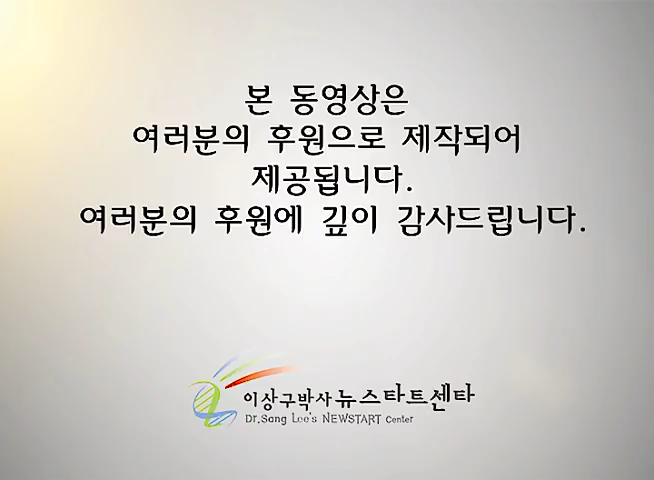 본 동영상은
여러분의 후원으로 제작되어
제공됩니다.
여러분의 후원에 깊이 감사드립니다.
이상구박사 뉴스타트센타
Dr.Sang Lee's NEWSTART Center